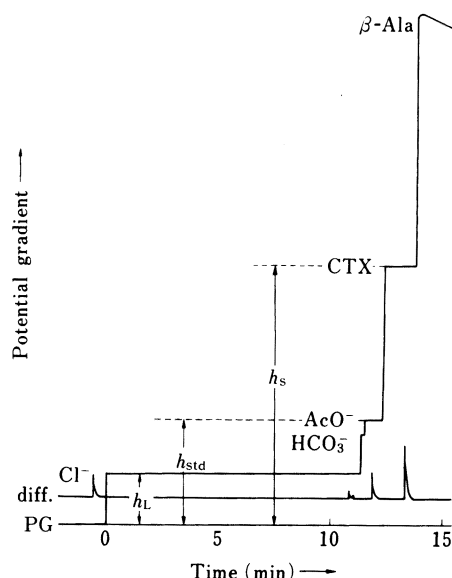 β-Ala
Potential gradient
CTX
h_S
AcO⁻
HCO₃⁻
h_std
Cl⁻
diff.
h_L
PG
0 5 10 15
Time (min)